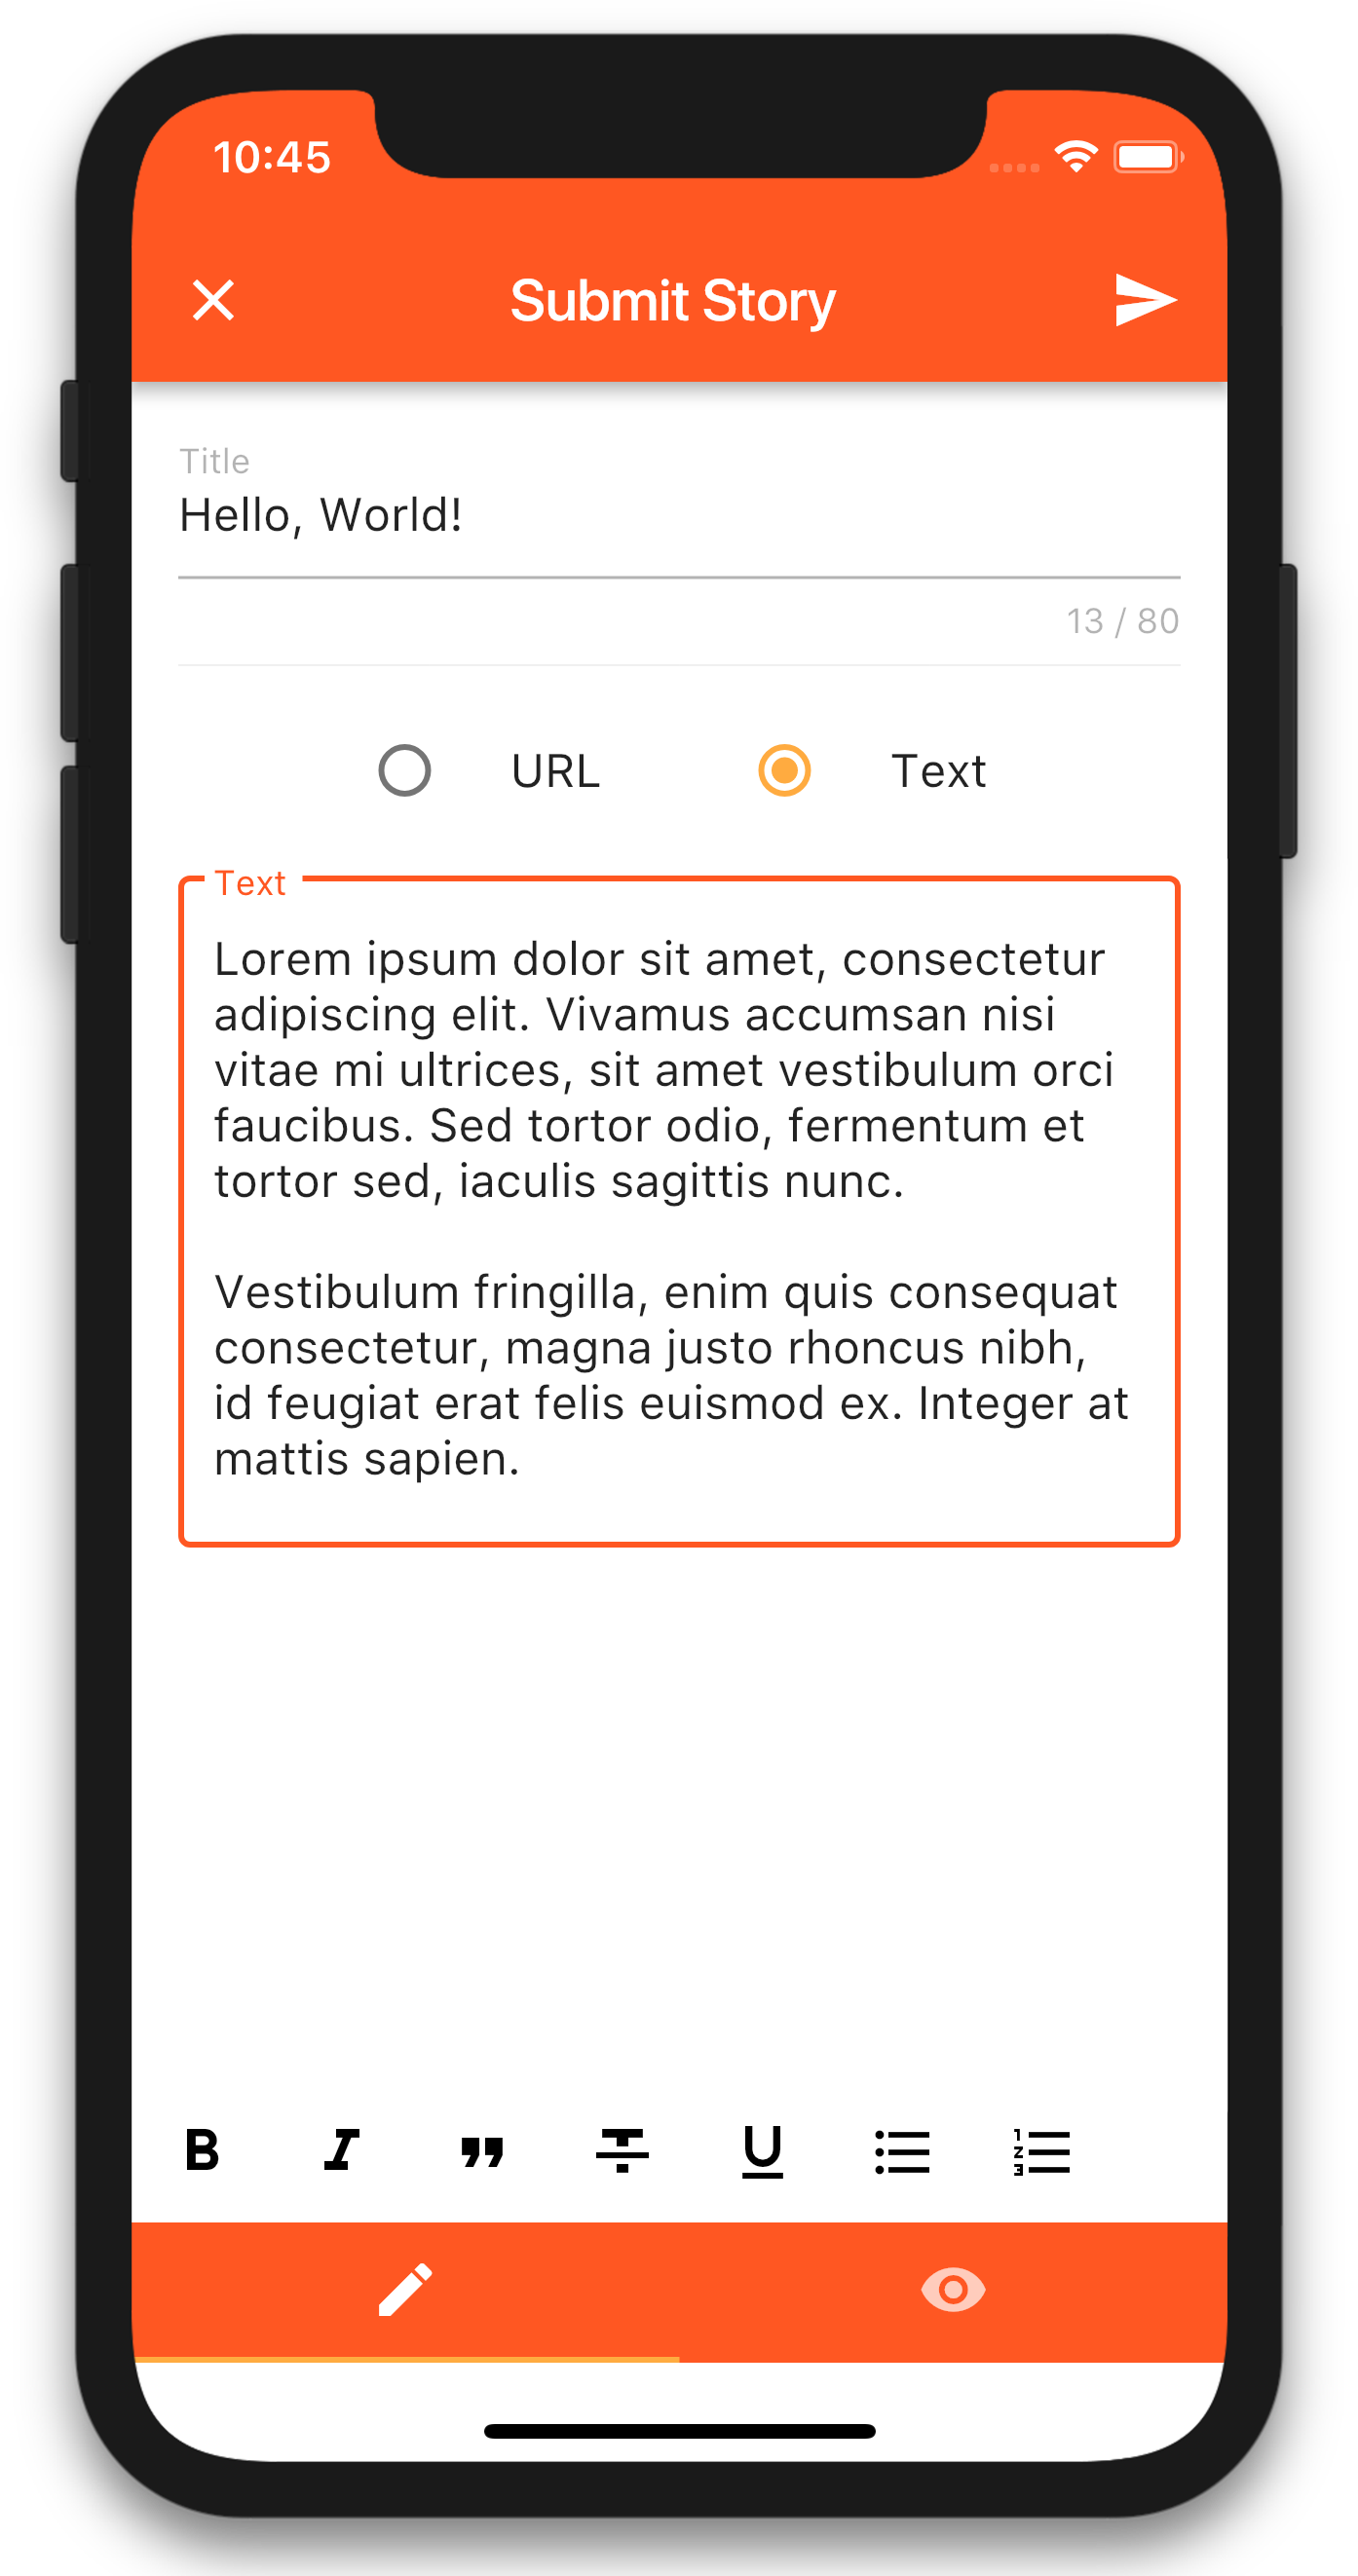 10:45
Submit Story
Title
Hello, World!
13 / 80
URL
Text
Text
Lorem ipsum dolor sit amet, consectetur
adipiscing elit. Vivamus accumsan nisi
vitae mi ultrices, sit amet vestibulum orci
faucibus. Sed tortor odio, fermentum et
tortor sed, iaculis sagittis nunc.
Vestibulum fringilla, enim quis consequat
consectetur, magna justo rhoncus nibh,
id feugiat erat felis euismod ex. Integer at
mattis sapien.